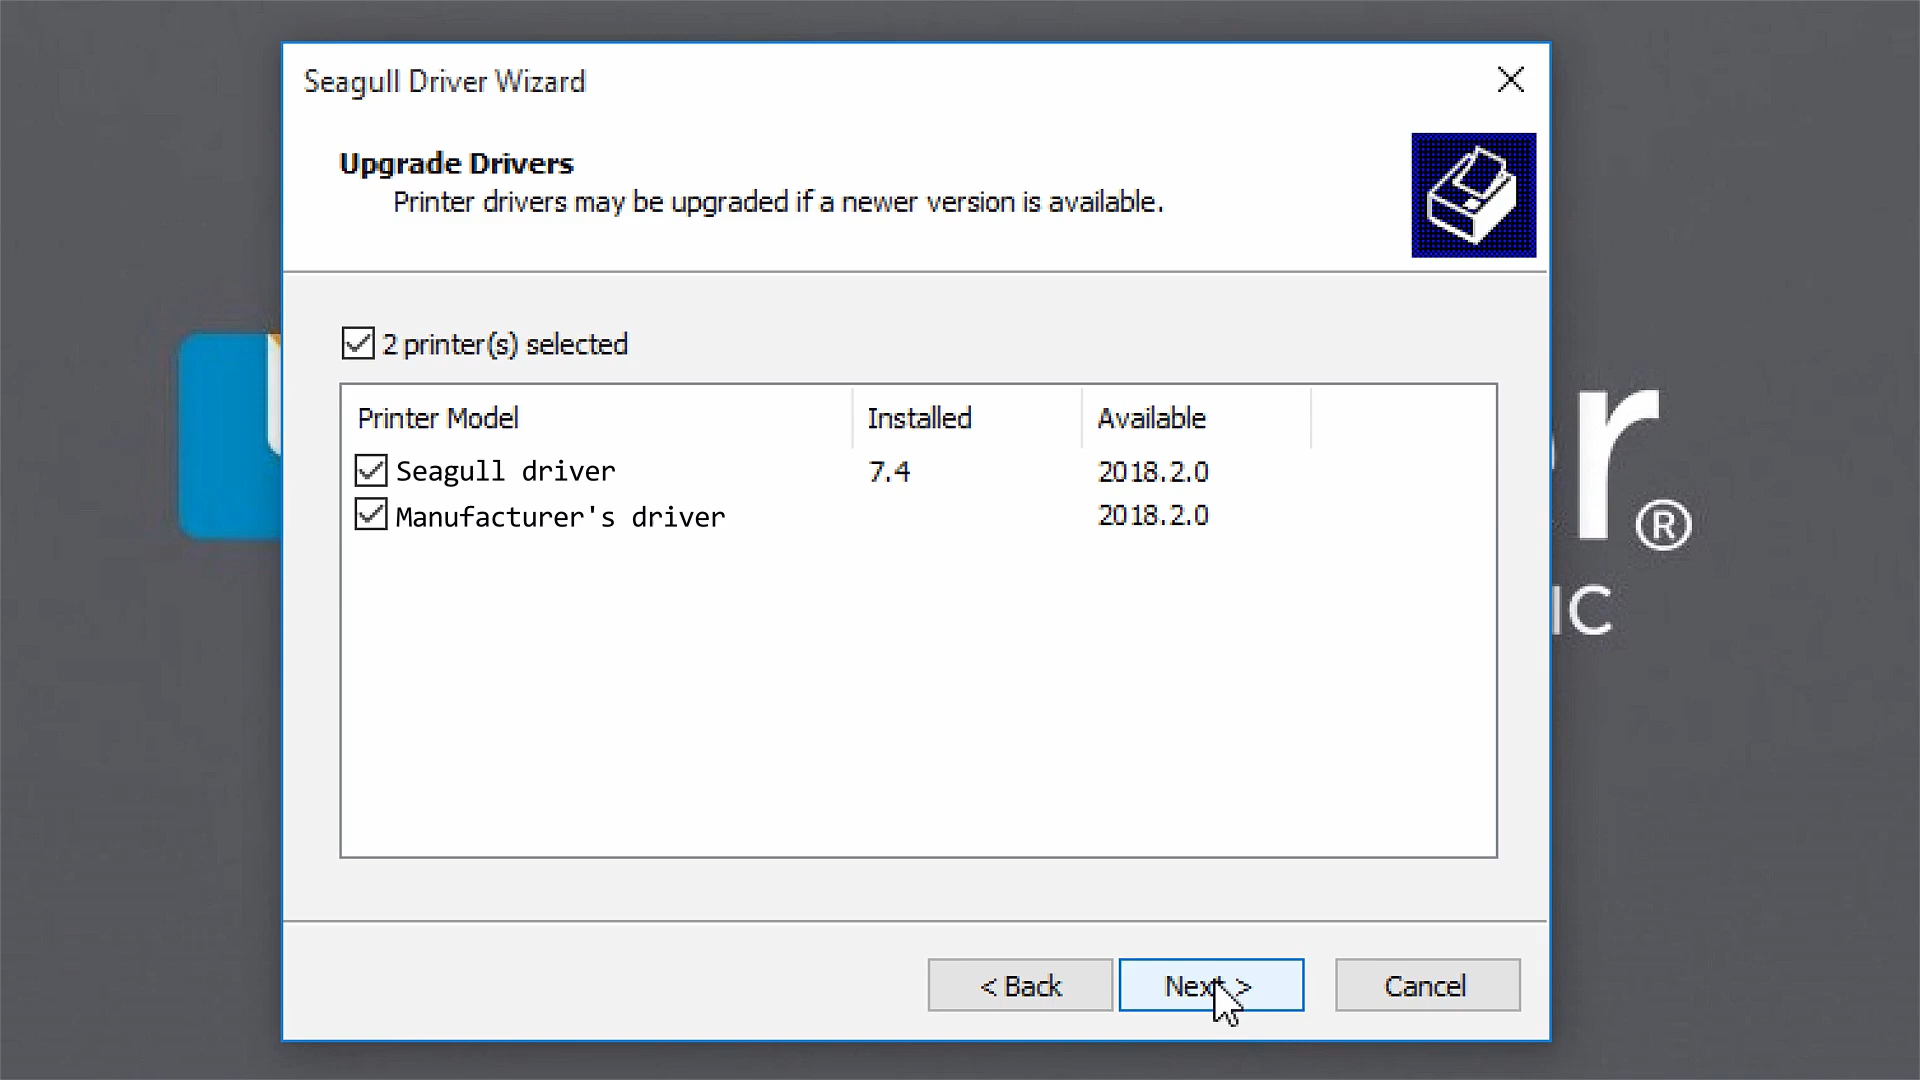 Seagull Driver Wizard
Upgrade Drivers
Printer drivers may be upgraded if a newer version is available.
2 printer(s) selected
Printer Model Installed Available
Seagull driver 7.4 2018.2.0
Manufacturer's driver 2018.2.0
r®
IC
< Back Next > Cancel